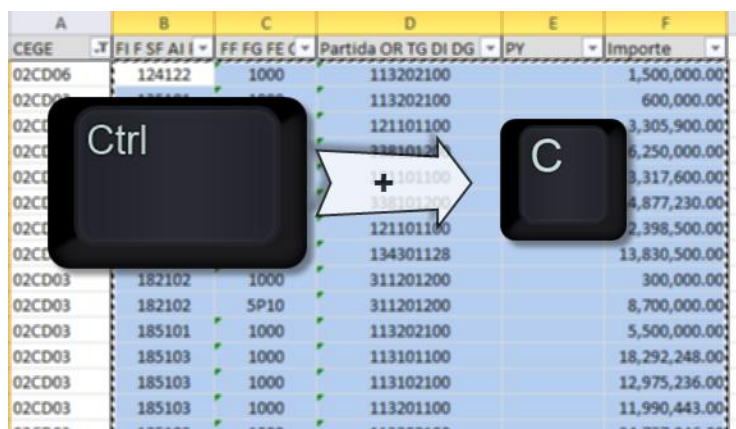 A B C D E F
CEGE FI F SF AI FF FG FE Partida OR TG DI DG PY Importe
02CD06 124122 1000 113202100 1,500,000.00
113202100 600,000.00
Ctrl + C
121101100 3,305,900.00
6,250,000.00
3,317,600.00
4,877,230.00
121101100 2,398,500.00
134301128 13,830,500.00
02CD03 182102 1000 311201200 300,000.00
02CD03 182102 5P10 311201200 8,700,000.00
02CD03 185101 1000 113202100 5,500,000.00
02CD03 185103 1000 113101100 18,292,248.00
02CD03 185103 1000 113102100 12,975,236.00
02CD03 185103 1000 113201100 11,990,443.00